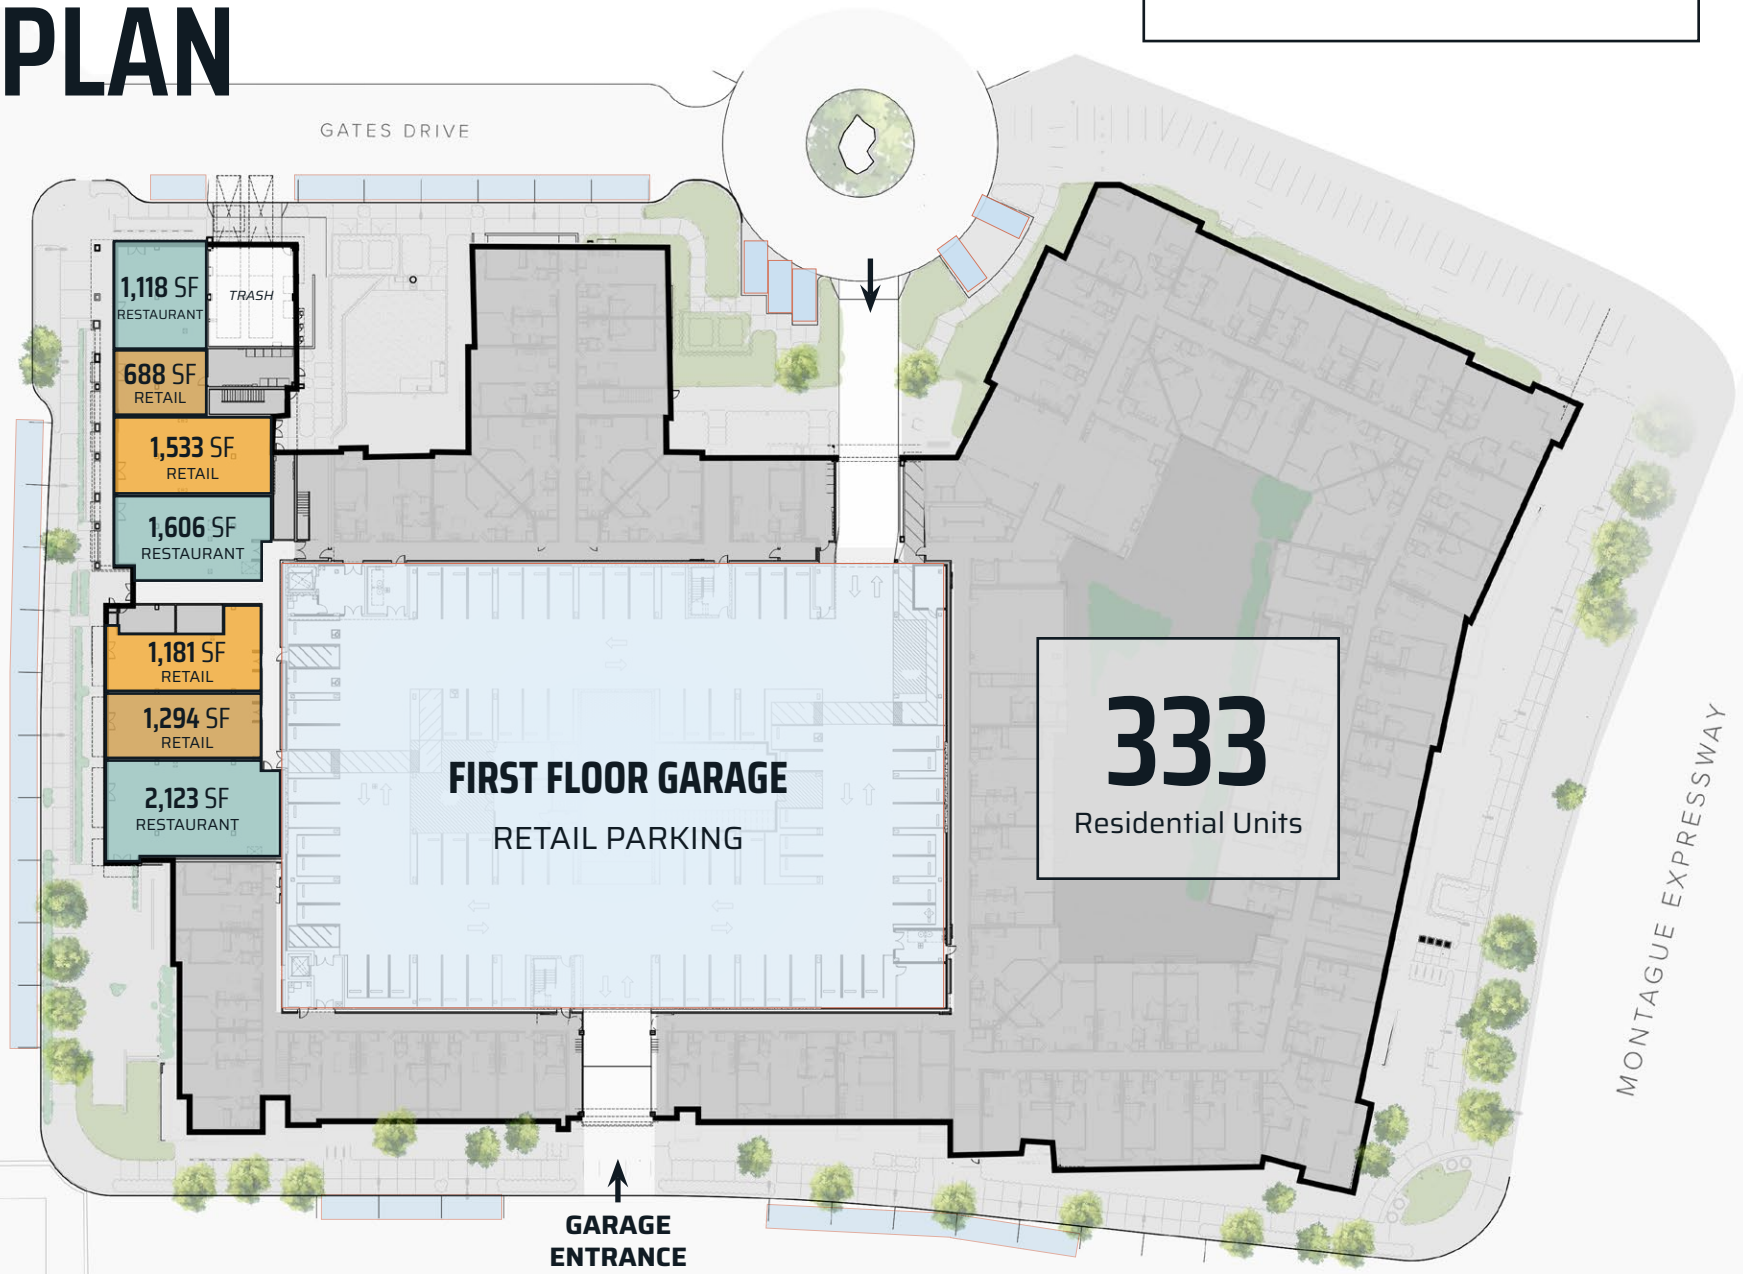 PLAN
GATES DRIVE
1,118 SF
RESTAURANT
TRASH
688 SF
RETAIL
1,533 SF
RETAIL
1,606 SF
RESTAURANT
1,181 SF
RETAIL
1,294 SF
RETAIL
2,123 SF
RESTAURANT
FIRST FLOOR GARAGE
RETAIL PARKING
333
Residential Units
MONTAGUE EXPRESSWAY
GARAGE
ENTRANCE